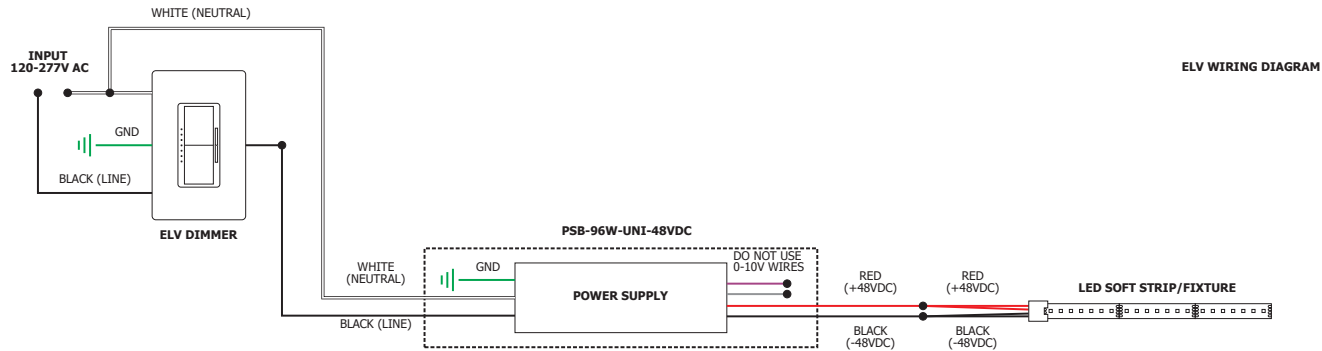 WHITE (NEUTRAL)
INPUT
120-277V AC
ELV WIRING DIAGRAM
GND
BLACK (LINE)
ELV DIMMER
PSB-96W-UNI-48VDC
WHITE
(NEUTRAL)
GND
DO NOT USE
0-10V WIRES
POWER SUPPLY
BLACK (LINE)
RED
(+48VDC)
RED
(+48VDC)
LED SOFT STRIP/FIXTURE
BLACK
(-48VDC)
BLACK
(-48VDC)